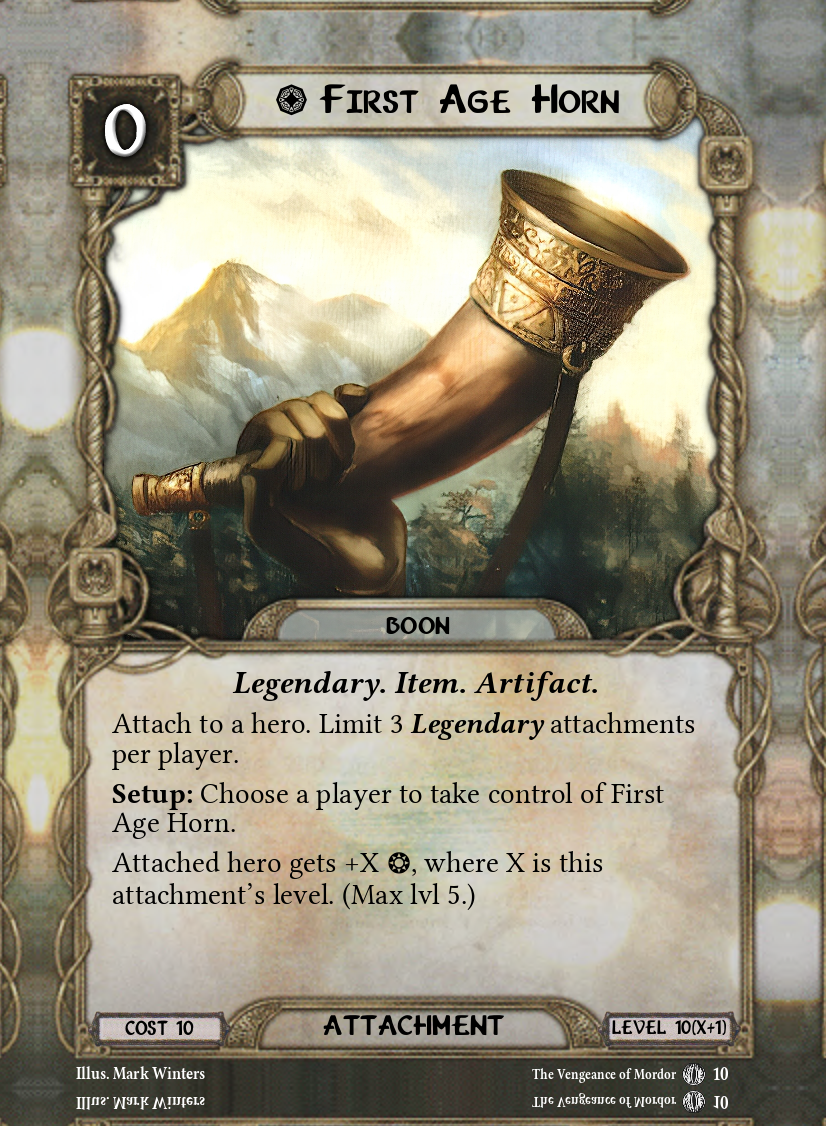 0
First Age Horn
BOON
Legendary. Item. Artifact.
Attach to a hero. Limit 3 Legendary attachments
per player.
Setup: Choose a player to take control of First
Age Horn.
Attached hero gets +X , where X is this
attachment's level. (Max lvl 5.)
COST 10
ATTACHMENT
LEVEL 10(X+1)
Illus. Mark Winters
The Vengeance of Mordor 10
Illus. Mark Winters
The Vengeance of Mordor 10